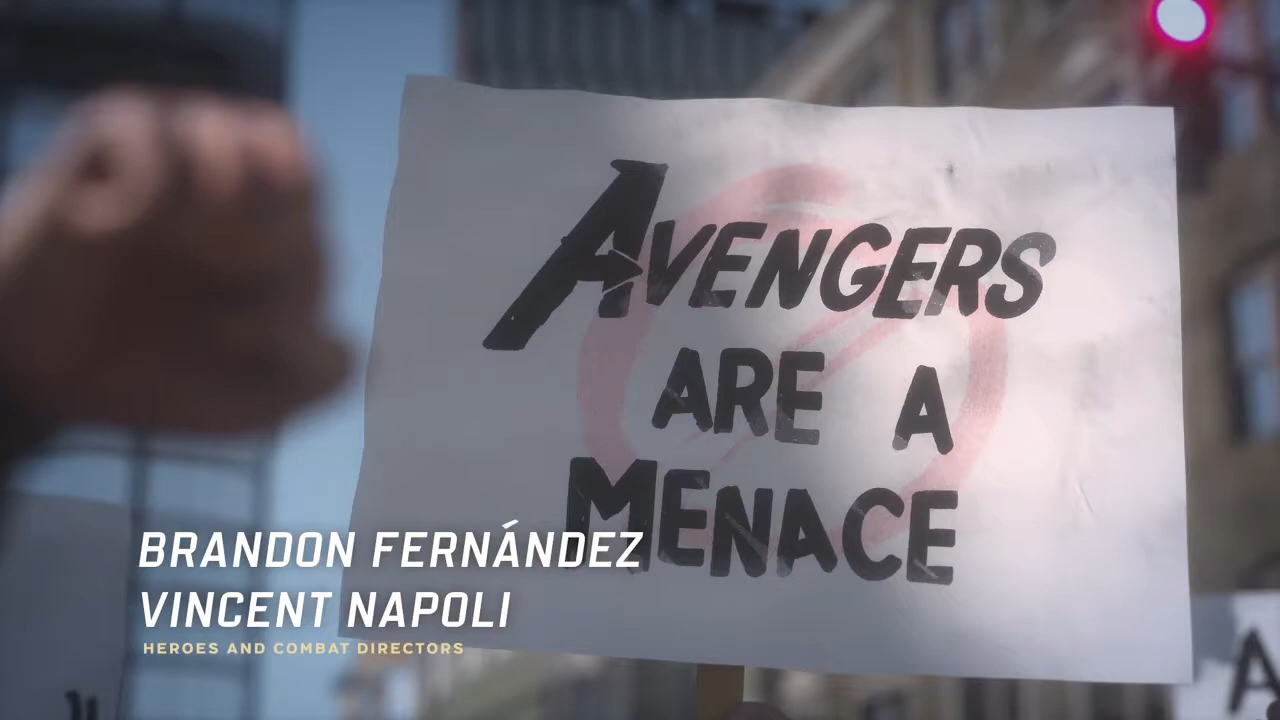 AVENGERS
ARE A
MENACE
BRANDON FERNÁNDEZ
VINCENT NAPOLI
HEROES AND COMBAT DIRECTORS
A